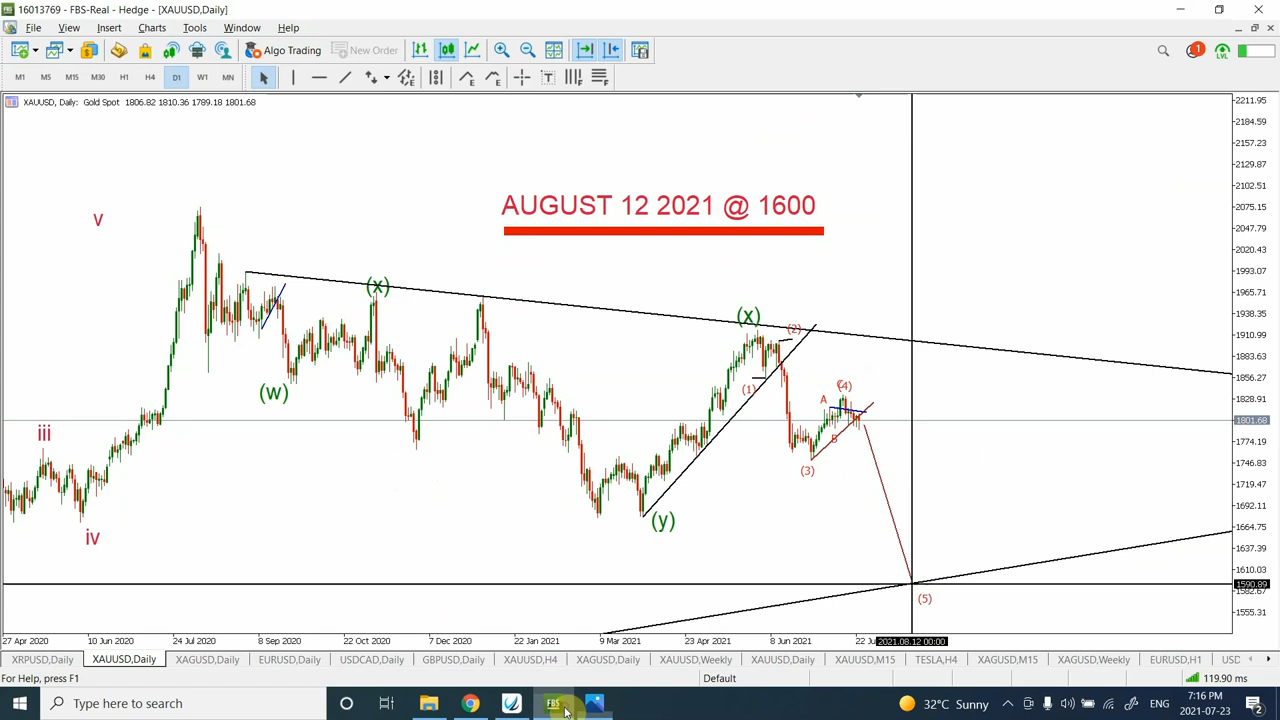 16013769 - FBS-Real - Hedge - [XAUUSD,Daily]
File View Insert Charts Tools Window Help
Algo Trading New Order 1 LVL
M1 M5 M15 M30 H1 H4 D1 W1 MN T F F
XAUUSD, Daily: Gold Spot 1806.82 1810.36 1789.18 1801.68
2211.95
2184.59
2157.23
2129.87
2102.51
2075.15
2047.79
2020.43
1993.07
1965.71
1938.35
1910.99
1883.63
1856.27
1828.91
1801.68
1774.19
1746.83
1719.47
1692.11
1664.75
1637.39
1610.03
1590.89
1582.67
1555.31
AUGUST 12 2021 @ 1600
v
(x)
(x)
(2)
(w)
(1)
(4)
C
A
iii
B
(3)
(y)
iv
(5)
27 Apr 2020 10 Jun 2020 24 Jul 2020 8 Sep 2020 22 Oct 2020 7 Dec 2020 22 Jan 2021 9 Mar 2021 23 Apr 2021 8 Jun 2021 22 Ju 2021.08.12 00:00
XRPUSD,Daily XAUUSD,Daily XAGUSD,Daily EURUSD,Daily USDCAD,Daily GBPUSD,Daily XAUUSD,H4 XAGUSD,Daily XAUUSD,Weekly XAUUSD,Daily XAUUSD,M15 TESLA,H4 XAGUSD,M15 XAGUSD,Weekly EURUSD,H1 USD
For Help, press F1 Default 119.90 ms
Type here to search FBS 32°C Sunny ENG 7:16 PM
2021-07-23 2